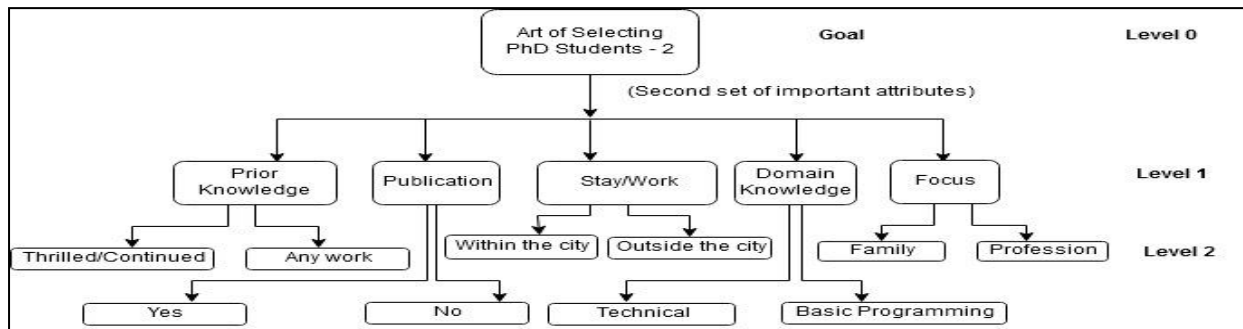 Art of Selecting
PhD Students - 2
Goal
Level 0
(Second set of important attributes)
Prior
Knowledge
Publication
Stay/Work
Domain
Knowledge
Focus
Level 1
Thrilled/Continued
Any work
Within the city
Outside the city
Family
Profession
Level 2
Yes
No
Technical
Basic Programming